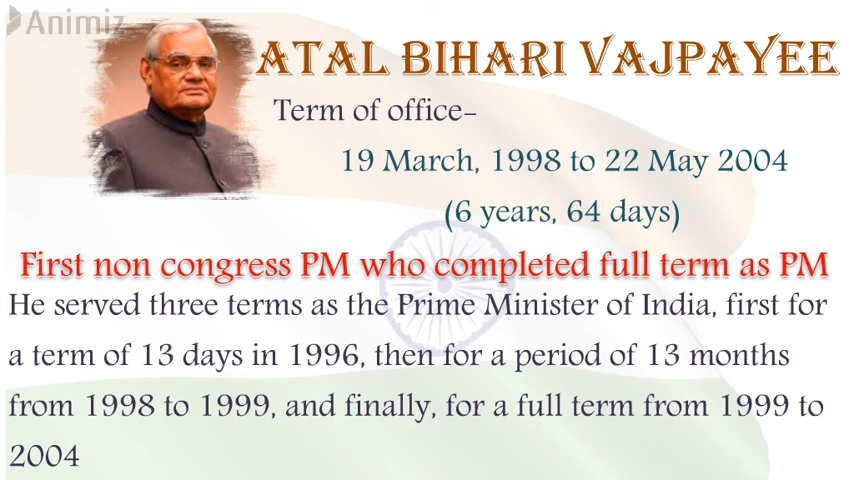 Animiz
ATAL BIHARI VAJPAYEE
Term of office-
19 March, 1998 to 22 May 2004
(6 years, 64 days)
First non congress PM who completed full term as PM
He served three terms as the Prime Minister of India, first for
a term of 13 days in 1996, then for a period of 13 months
from 1998 to 1999, and finally, for a full term from 1999 to
2004